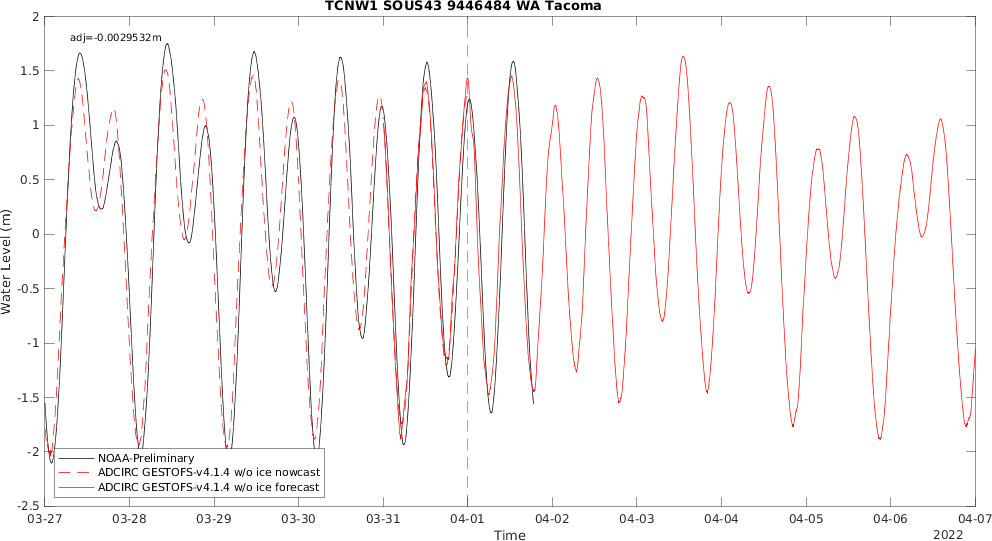 TCNW1 SOUS43 9446484 WA Tacoma
adj=-0.0029532m
2
1.5
1
0.5
0
-0.5
-1
-1.5
-2
-2.5
Water Level (m)
NOAA-Preliminary
ADCIRC GESTOFS-v4.1.4 w/o ice nowcast
ADCIRC GESTOFS-v4.1.4 w/o ice forecast
03-27 03-28 03-29 03-30 03-31 04-01 04-02 04-03 04-04 04-05 04-06 04-07
Time
2022